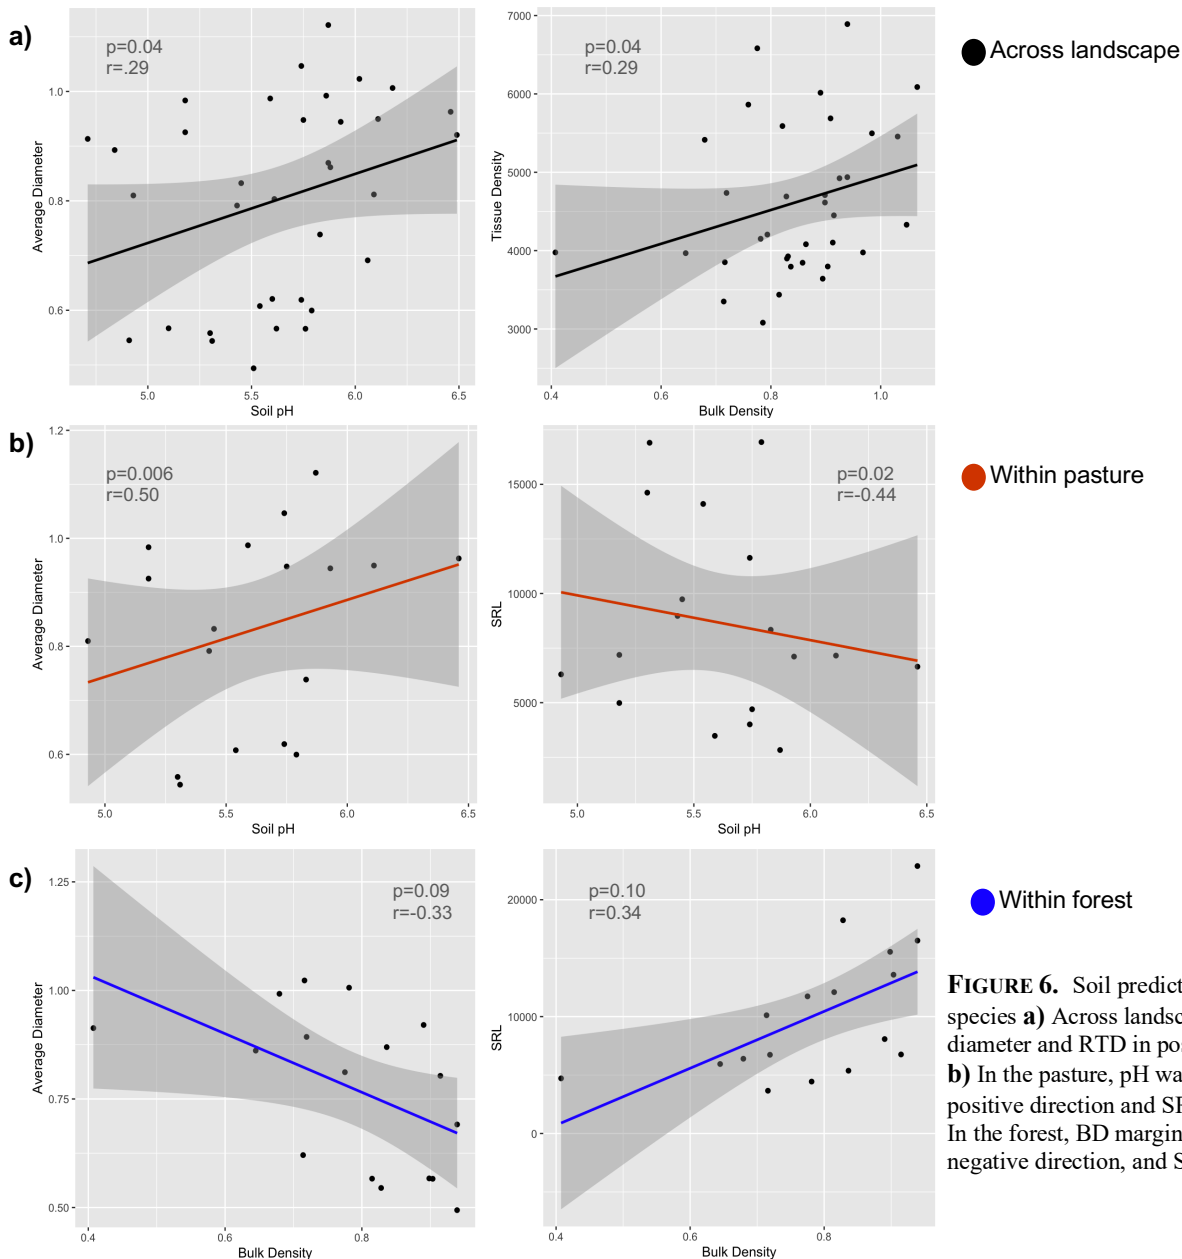 a)
p=0.04
r=.29
1.0
0.8
0.6
Average Diameter
5.0
5.5
6.0
6.5
Soil pH
p=0.04
r=0.29
7000
6000
5000
4000
3000
Tissue Density
0.4
0.6
0.8
1.0
Bulk Density
Across landscape
b)
p=0.006
r=0.50
1.2
1.0
0.8
0.6
Average Diameter
5.0
5.5
6.0
6.5
Soil pH
p=0.02
r=-0.44
15000
10000
5000
SRL
5.0
5.5
6.0
6.5
Soil pH
Within pasture
c)
p=0.09
r=-0.33
1.25
1.00
0.75
0.50
Average Diameter
0.4
0.6
0.8
Bulk Density
p=0.10
r=0.34
20000
10000
0
SRL
0.4
0.6
0.8
Bulk Density
Within forest
FIGURE 6. Soil predict
species a) Across landsc
diameter and RTD in pos
b) In the pasture, pH wa
positive direction and SR
In the forest, BD margin
negative direction, and S